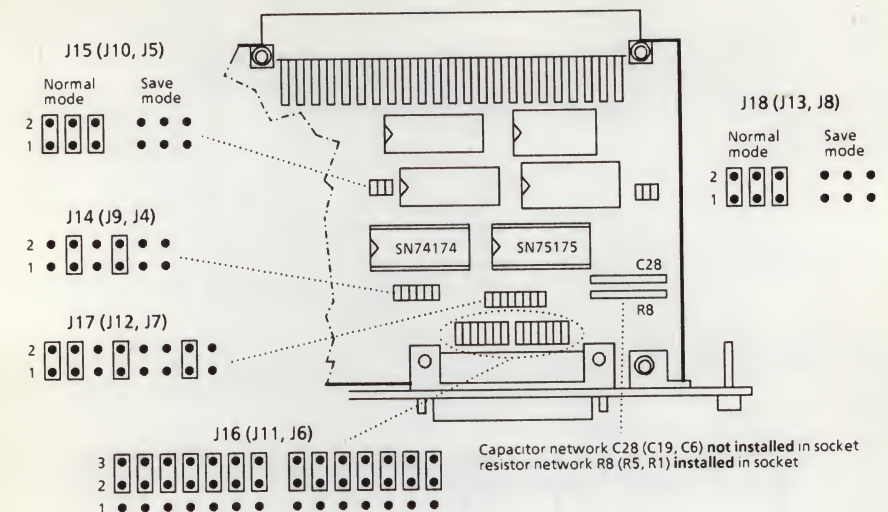 J15 (J10, J5)
Normal mode
Save mode
2
1
J18 (J13, J8)
Normal mode
Save mode
2
1
J14 (J9, J4)
2
1
SN74174
SN75175
C28
R8
J17 (J12, J7)
2
1
J16 (J11, J6)
3
2
1
Capacitor network C28 (C19, C6) not installed in socket
resistor network R8 (R5, R1) installed in socket